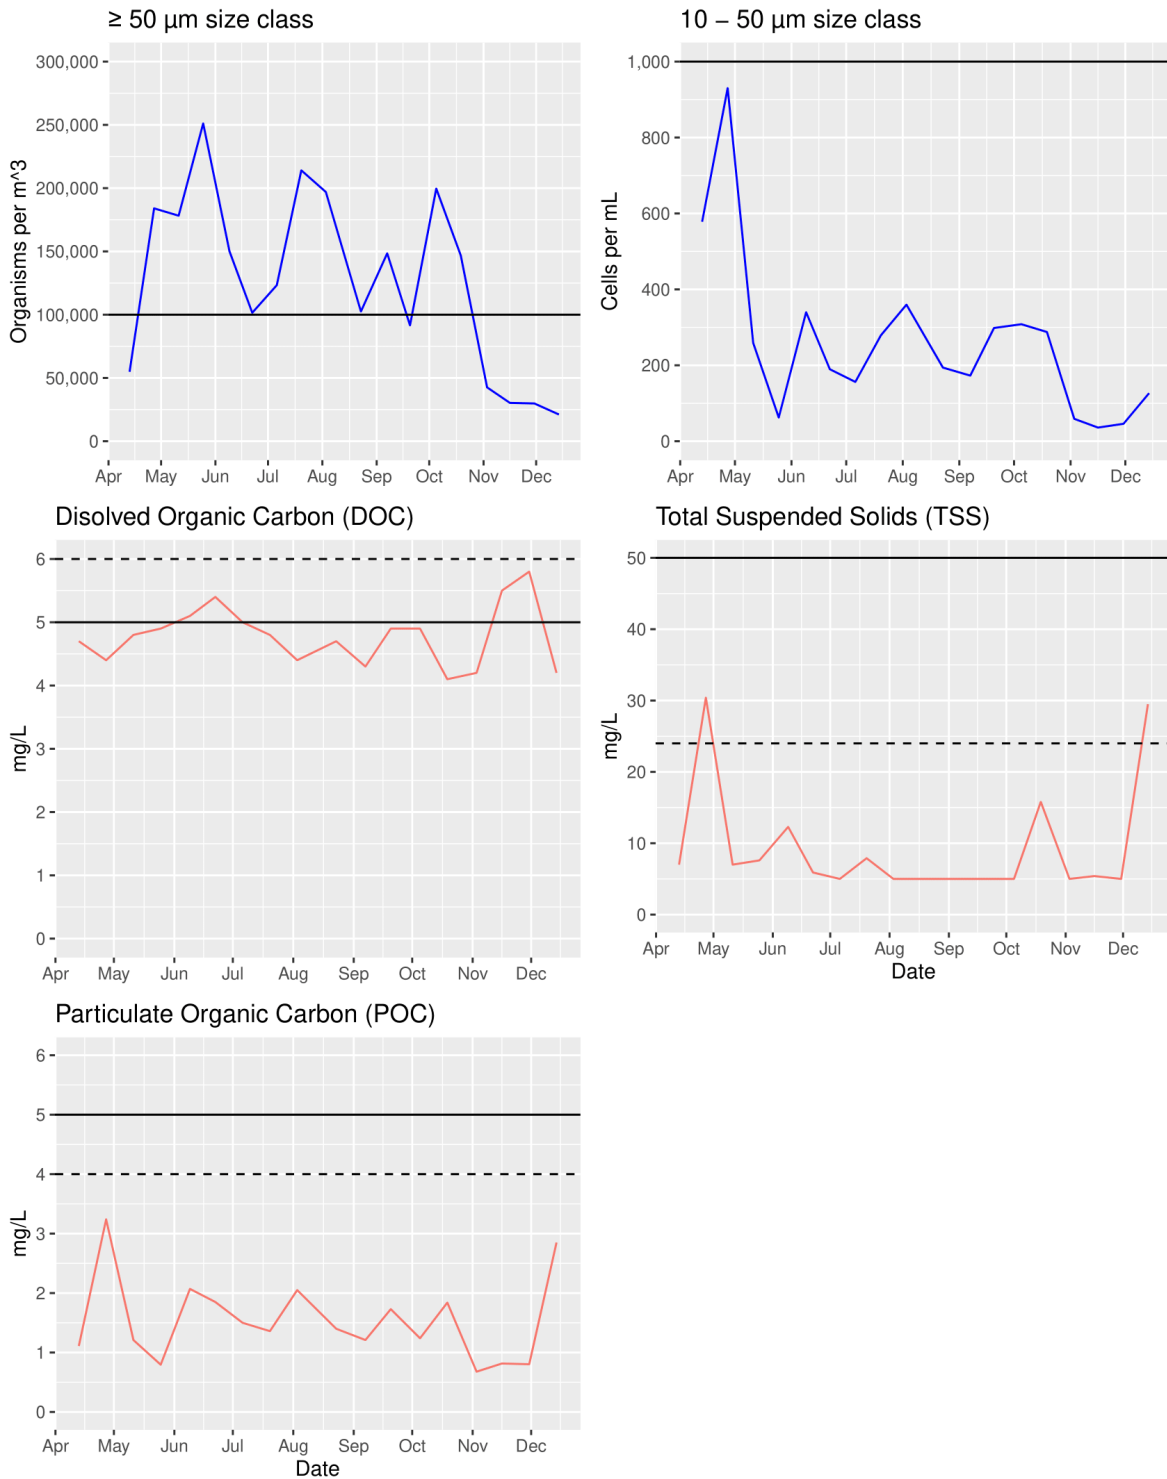 ≥ 50 µm size class
Organisms per m^3
300,000
250,000
200,000
150,000
100,000
50,000
0
Apr May Jun Jul Aug Sep Oct Nov Dec
10 − 50 µm size class
Cells per mL
1,000
800
600
400
200
0
Apr May Jun Jul Aug Sep Oct Nov Dec
Disolved Organic Carbon (DOC)
mg/L
6
5
4
3
2
1
0
Apr May Jun Jul Aug Sep Oct Nov Dec
Total Suspended Solids (TSS)
mg/L
50
40
30
20
10
0
Apr May Jun Jul Aug Sep Oct Nov Dec
Date
Particulate Organic Carbon (POC)
mg/L
6
5
4
3
2
1
0
Apr May Jun Jul Aug Sep Oct Nov Dec
Date